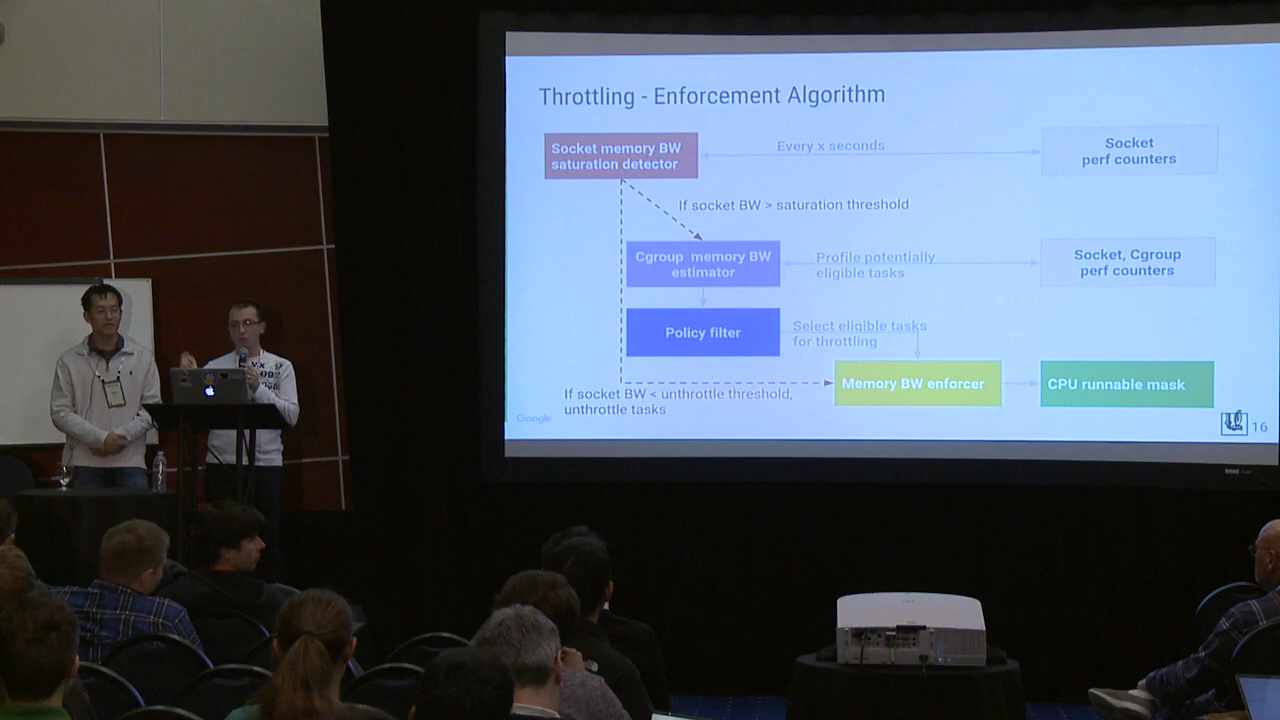 Throttling - Enforcement Algorithm
Socket memory BW
saturation detector
Every x seconds
Socket
perf counters
If socket BW > saturation threshold
Cgroup memory BW
estimator
Profile potentially
eligible tasks
Socket, Cgroup
perf counters
Policy filter
Select eligible tasks
for throttling
Memory BW enforcer
CPU runnable mask
If socket BW < unthrottle threshold,
unthrottle tasks
Google
16